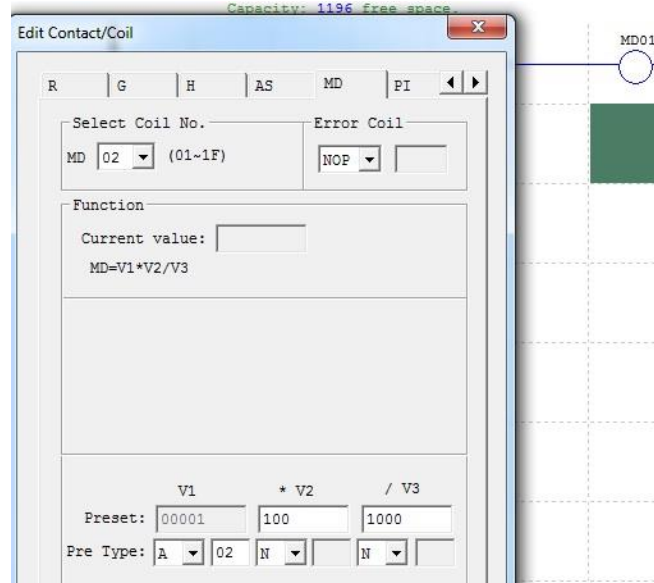 Capacity: 1196 free space.
Edit Contact/Coil
MD01
R G H AS MD PI
Select Coil No. Error Coil
MD 02 (01~1F) NOP
Function
Current value:
MD=V1*V2/V3
V1 * V2 / V3
Preset: 00001 100 1000
Pre Type: A 02 N N